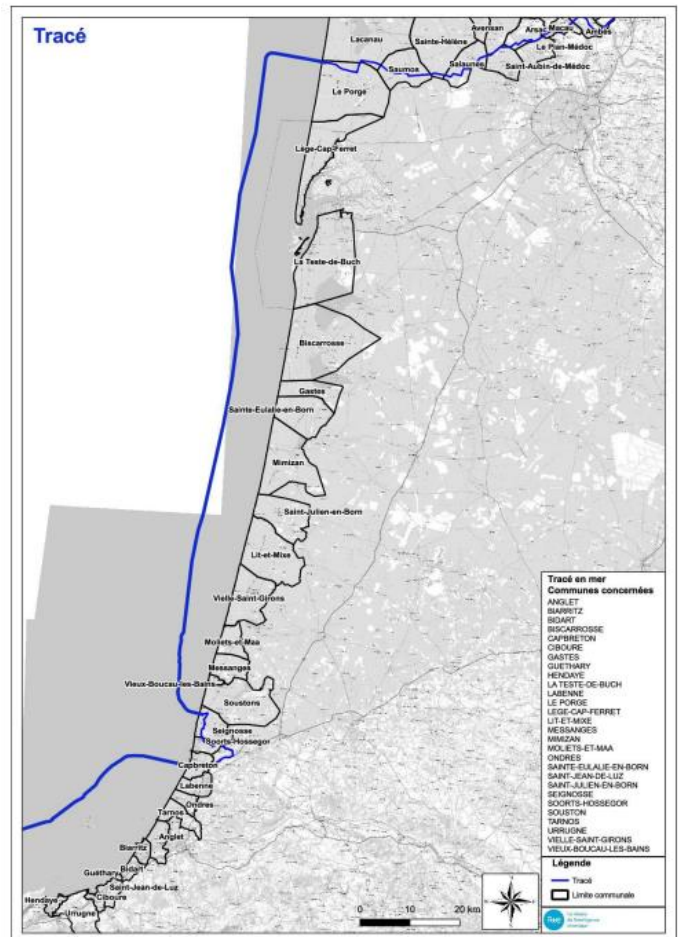 Tracé
Lacanau
Sainte-Hélène
Averisan
Arsac
Macau
Ambès
Le Pian-Médoc
Saumos
Salaunes
Saint-Aubin-de-Médoc
Le Porge
Lège-Cap-Ferret
La Teste-de-Buch
Biscarrosse
Gastes
Sainte-Eulalie-en-Born
Mimizan
Saint-Julien-en-Born
Lit-et-Mixe
Vielle-Saint-Girons
Moliets-et-Maa
Messanges
Vieux-Boucau-les-Bains
Soustons
Seignosse
Soorts-Hossegor
Capbreton
Labenne
Ondres
Tarnos
Anglet
Biarritz
Bidart
Guéthary
Saint-Jean-de-Luz
Ciboure
Hendaye
Urrugne
Tracé en mer
Communes concernées
ANGLET
BIARRITZ
BIDART
BISCARROSSE
CAPBRETON
CIBOURE
GASTES
GUETHARY
HENDAYE
LA TESTE-DE-BUCH
LABENNE
LE PORGE
LEGE-CAP-FERRET
LIT-ET-MIXE
MESSANGES
MIMIZAN
MOLIETS-ET-MAA
ONDRES
SAINTE-EULALIE-EN-BORN
SAINT-JEAN-DE-LUZ
SAINT-JULIEN-EN-BORN
SEIGNOSSE
SOORTS-HOSSEGOR
SOUSTON
TARNOS
URRUGNE
VIELLE-SAINT-GIRONS
VIEUX-BOUCAU-LES-BAINS
Légende
Tracé
Limite communale
0 10 20 km
Rte